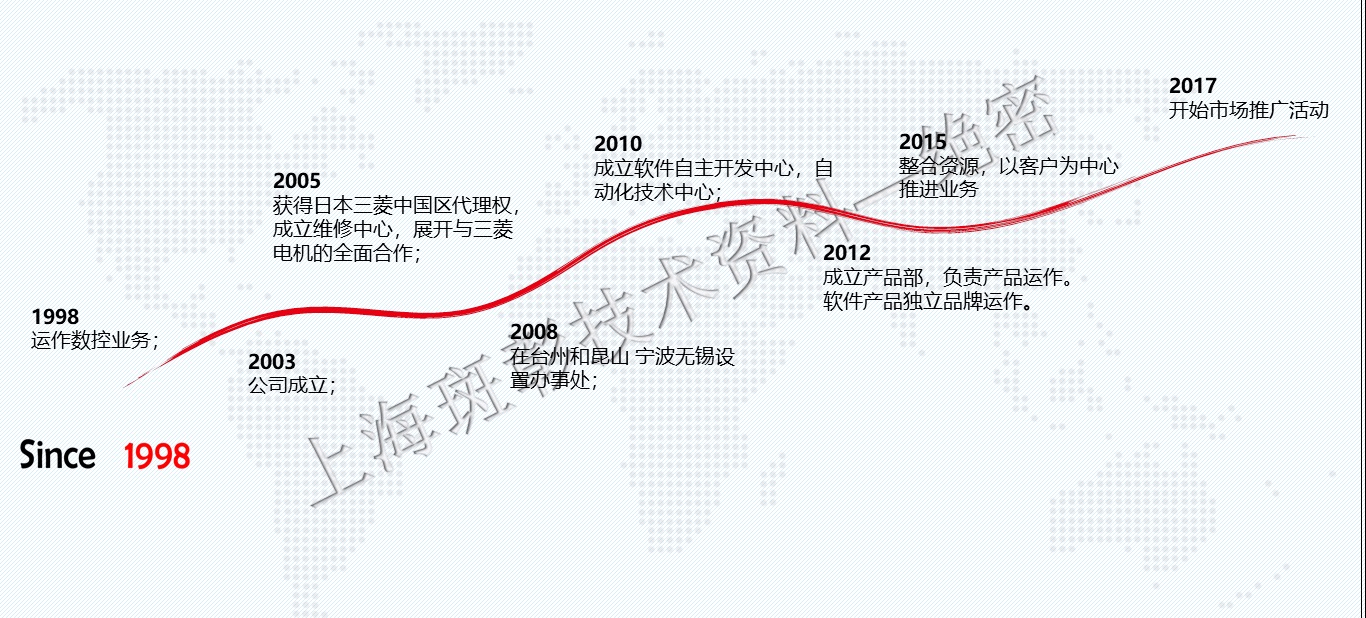 1998
运作数控业务；
2003
公司成立；
2005
获得日本三菱中国区代理权，
成立维修中心，展开与三菱
电机的全面合作；
2008
在台州和昆山 宁波无锡设
置办事处；
2010
成立软件自主开发中心，自
动化技术中心；
2012
成立产品部，负责产品运作。
软件产品独立品牌运作。
2015
整合资源，以客户为中心
推进业务
2017
开始市场推广活动
Since 1998
上海斑彰技术资料—绝密